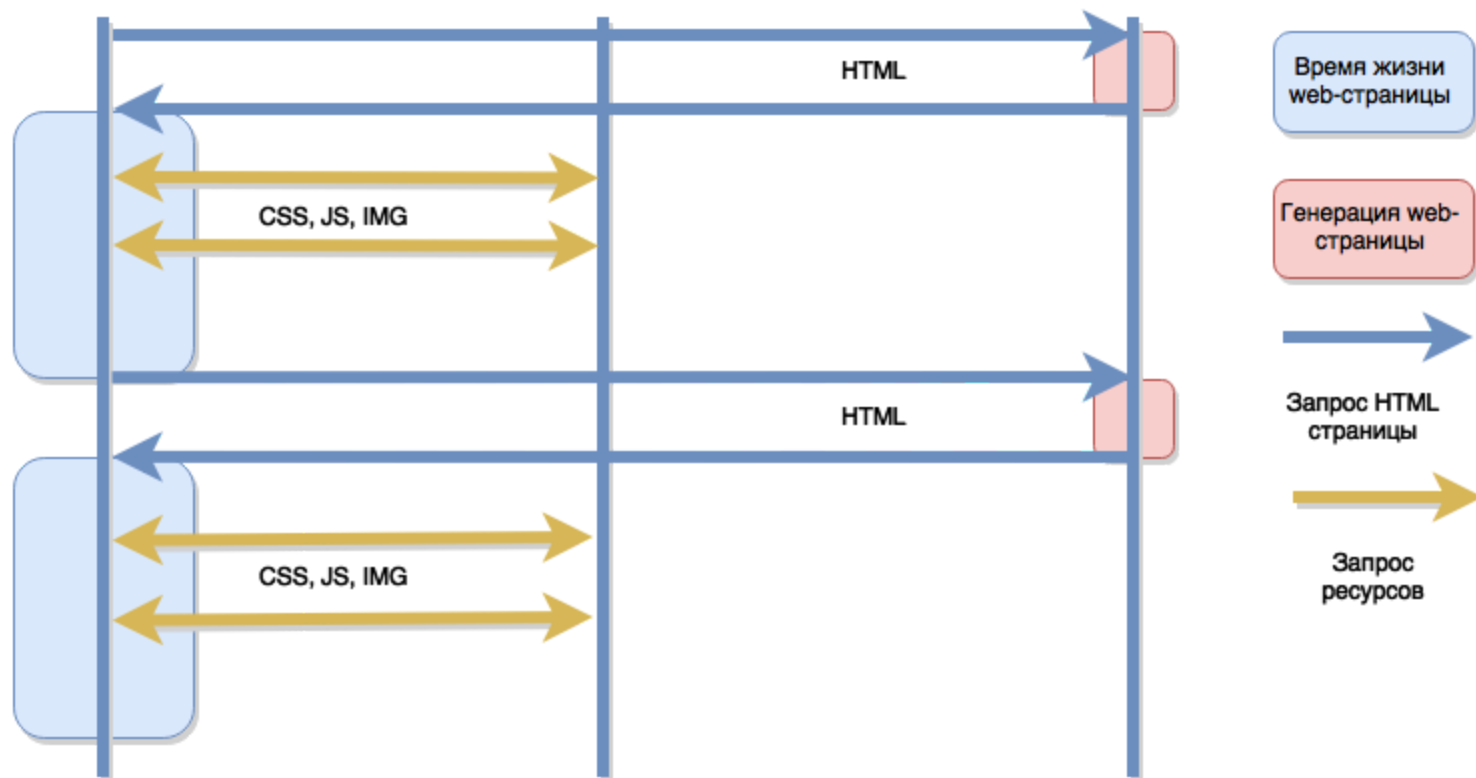 HTML
CSS, JS, IMG
HTML
CSS, JS, IMG
Время жизни
web-страницы
Генерация web-
страницы
Запрос HTML
страницы
Запрос
ресурсов